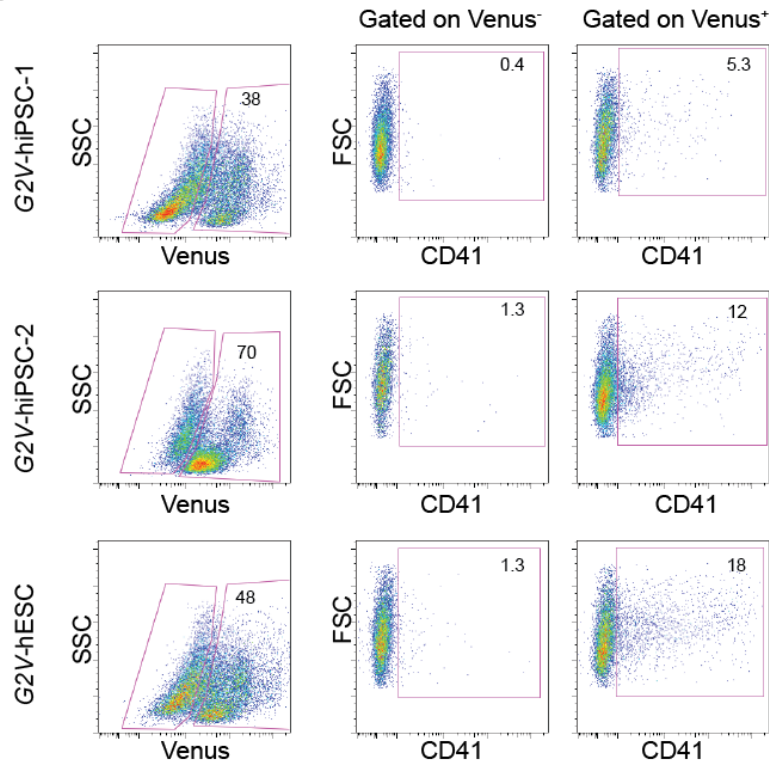 Gated on Venus⁻ Gated on Venus⁺
G2V-hiPSC-1
SSC
38
Venus
FSC
0.4
CD41
5.3
CD41
G2V-hiPSC-2
SSC
70
Venus
FSC
1.3
CD41
12
CD41
G2V-hESC
SSC
48
Venus
FSC
1.3
CD41
18
CD41